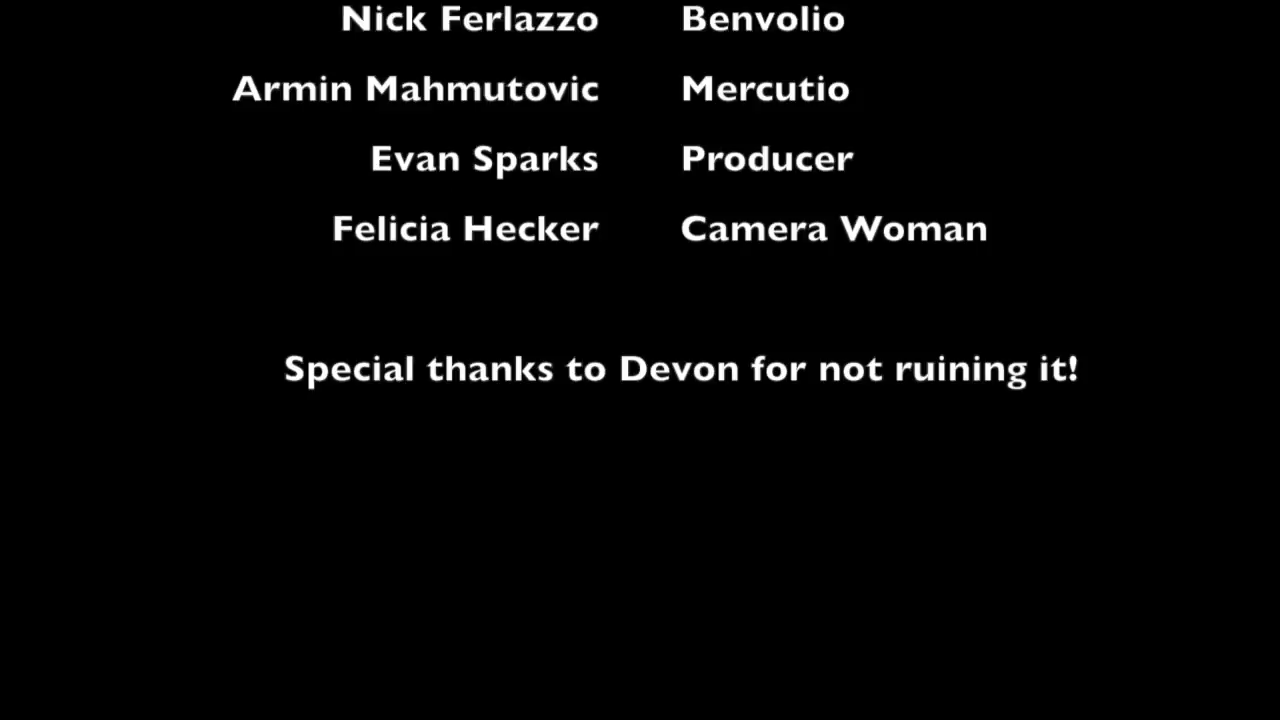 Nick Ferlazzo Benvolio
Armin Mahmutovic Mercutio
Evan Sparks Producer
Felicia Hecker Camera Woman
Special thanks to Devon for not ruining it!